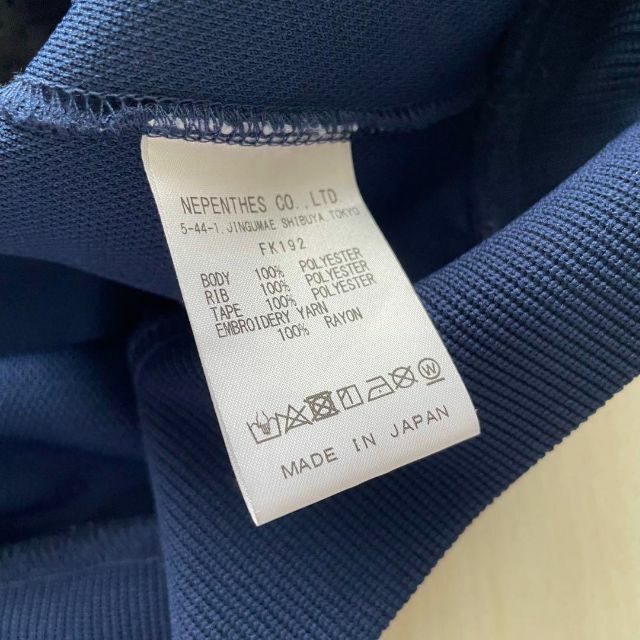 NEPENTHES CO.,LTD.
5-44-1,JINGUMAE SHIBUYA,TOKYO
FK192
BODY 100% POLYESTER
RIB 100% POLYESTER
TAPE 100% POLYESTER
EMBROIDERY YARN
100% RAYON
MADE IN JAPAN